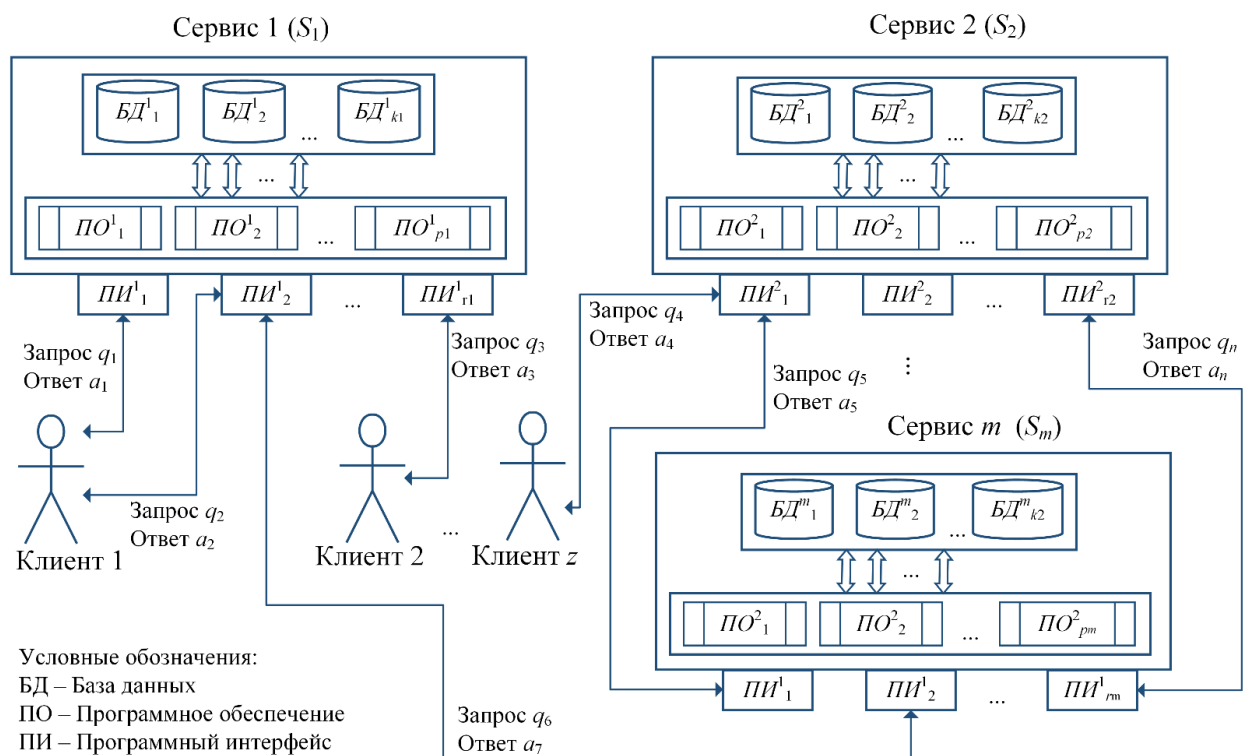 Сервис 1 (S₁)
БД¹₁
БД¹₂
...
БД¹ₖ₁
...
ПО¹₁
ПО¹₂
...
ПО¹ₚ₁
ПИ¹₁
ПИ¹₂
...
ПИ¹ᵣ₁
Сервис 2 (S₂)
БД²₁
БД²₂
...
БД²ₖ₂
...
ПО²₁
ПО²₂
...
ПО²ₚ₂
ПИ²₁
ПИ²₂
...
ПИ²ᵣ₂
Запрос q₁
Ответ a₁
Запрос q₂
Ответ a₂
Запрос q₃
Ответ a₃
Запрос q₄
Ответ a₄
Запрос q₅
Ответ a₅
⋮
Запрос qₙ
Ответ aₙ
Клиент 1
Клиент 2
...
Клиент z
Сервис m (Sₘ)
БДᵐ₁
БДᵐ₂
...
БДᵐₖ₂
...
ПО²₁
ПО²₂
...
ПО²ₚₘ
ПИ¹₁
ПИ¹₂
...
ПИ¹ᵣₘ
Запрос q₆
Ответ a₇
Условные обозначения:
БД – База данных
ПО – Программное обеспечение
ПИ – Программный интерфейс